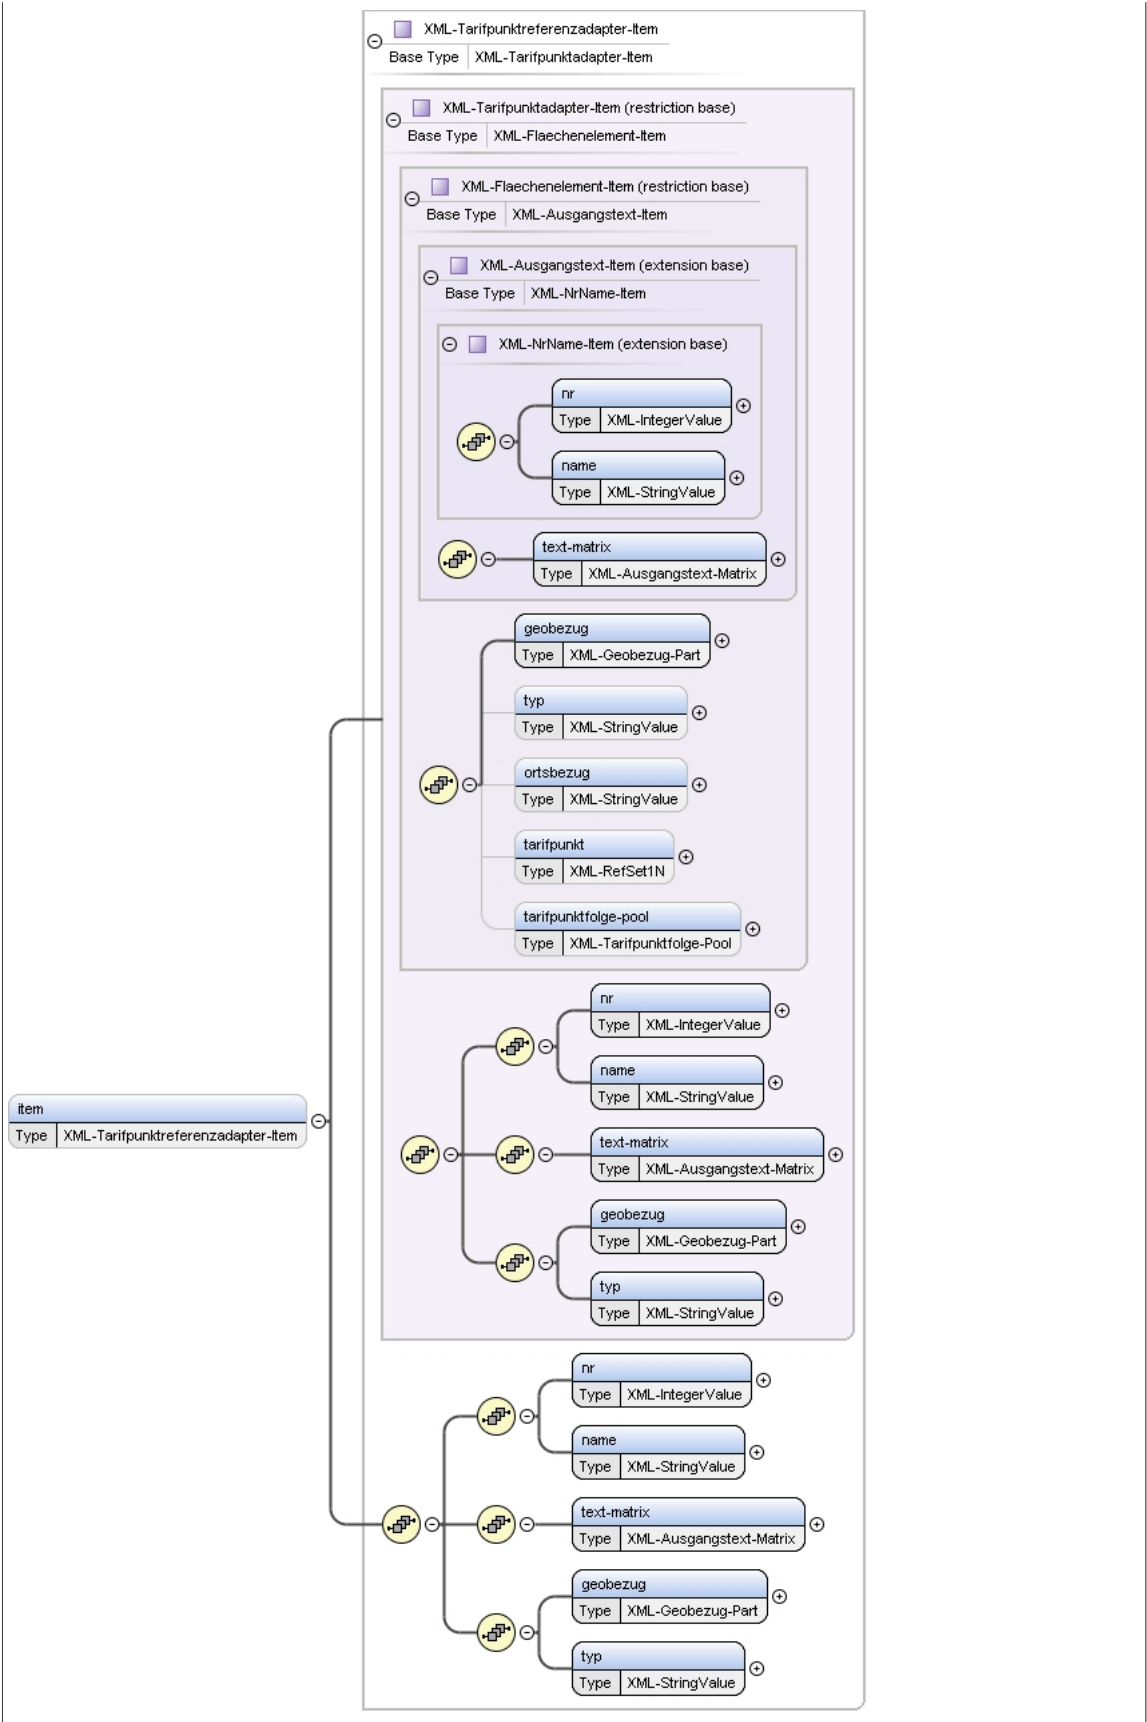 XML-Tarifpunktreferenzadapter-Item
Base Type XML-Tarifpunktadapter-Item
XML-Tarifpunktadapter-Item (restriction base)
Base Type XML-Flaechenelement-Item
XML-Flaechenelement-Item (restriction base)
Base Type XML-Ausgangstext-Item
XML-Ausgangstext-Item (extension base)
Base Type XML-NrName-Item
XML-NrName-Item (extension base)
nr
Type XML-IntegerValue
name
Type XML-StringValue
text-matrix
Type XML-Ausgangstext-Matrix
geobezug
Type XML-Geobezug-Part
typ
Type XML-StringValue
ortsbezug
Type XML-StringValue
tarifpunkt
Type XML-RefSet1N
tarifpunktfolge-pool
Type XML-Tarifpunktfolge-Pool
nr
Type XML-IntegerValue
name
Type XML-StringValue
item
Type XML-Tarifpunktreferenzadapter-Item
text-matrix
Type XML-Ausgangstext-Matrix
geobezug
Type XML-Geobezug-Part
typ
Type XML-StringValue
nr
Type XML-IntegerValue
name
Type XML-StringValue
text-matrix
Type XML-Ausgangstext-Matrix
geobezug
Type XML-Geobezug-Part
typ
Type XML-StringValue